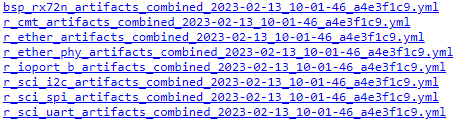 bsp_rx72n_artifacts_combined_2023-02-13_10-01-46_a4e3f1c9.yml
r_cmt_artifacts_combined_2023-02-13_10-01-46_a4e3f1c9.yml
r_ether_artifacts_combined_2023-02-13_10-01-46_a4e3f1c9.yml
r_ether_phy_artifacts_combined_2023-02-13_10-01-46_a4e3f1c9.yml
r_ioport_b_artifacts_combined_2023-02-13_10-01-46_a4e3f1c9.yml
r_sci_i2c_artifacts_combined_2023-02-13_10-01-46_a4e3f1c9.yml
r_sci_spi_artifacts_combined_2023-02-13_10-01-46_a4e3f1c9.yml
r_sci_uart_artifacts_combined_2023-02-13_10-01-46_a4e3f1c9.yml